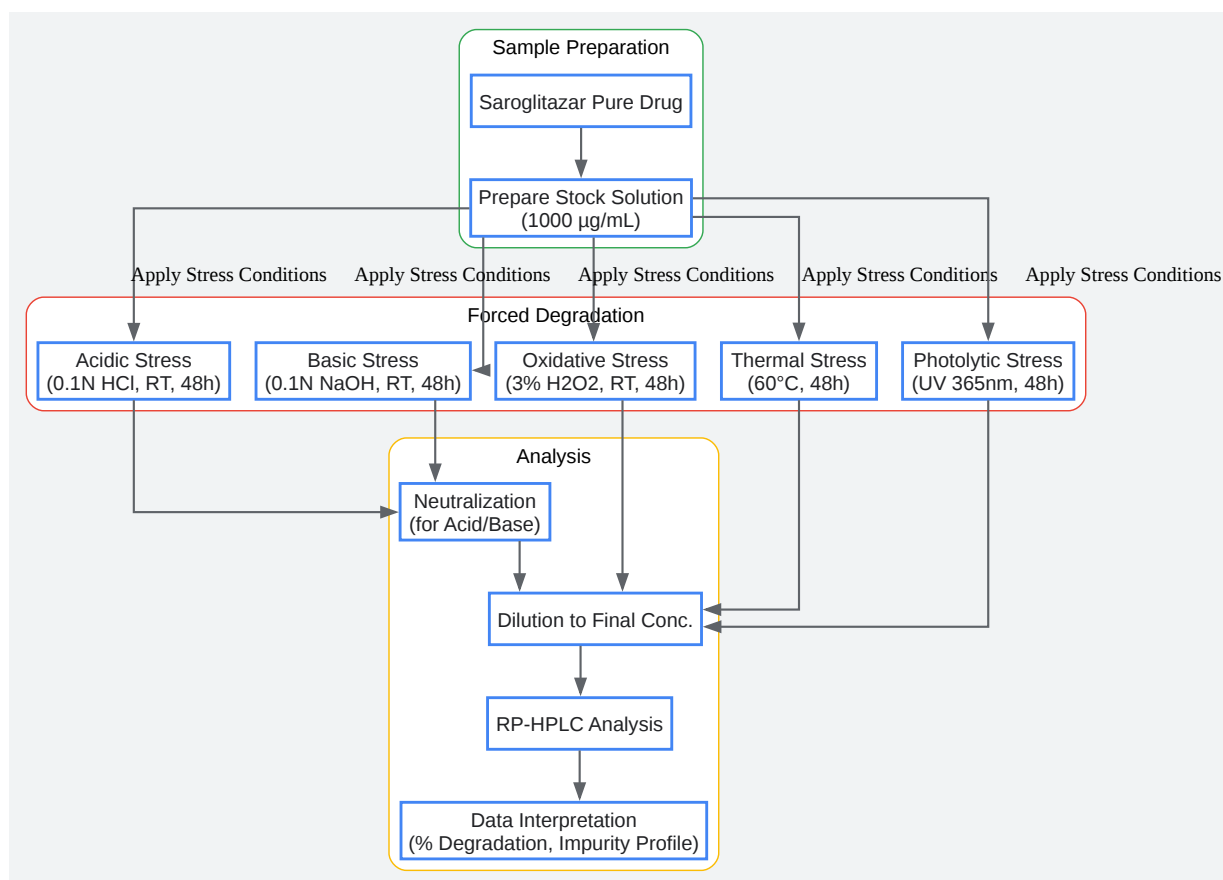 Sample Preparation
Saroglitazar Pure Drug
Prepare Stock Solution
(1000 µg/mL)
Apply Stress Conditions
Apply Stress Conditions
Apply Stress Conditions
Apply Stress Conditions
Apply Stress Conditions
Forced Degradation
Acidic Stress
(0.1N HCl, RT, 48h)
Basic Stress
(0.1N NaOH, RT, 48h)
Oxidative Stress
(3% H2O2, RT, 48h)
Thermal Stress
(60°C, 48h)
Photolytic Stress
(UV 365nm, 48h)
Analysis
Neutralization
(for Acid/Base)
Dilution to Final Conc.
RP-HPLC Analysis
Data Interpretation
(% Degradation, Impurity Profile)